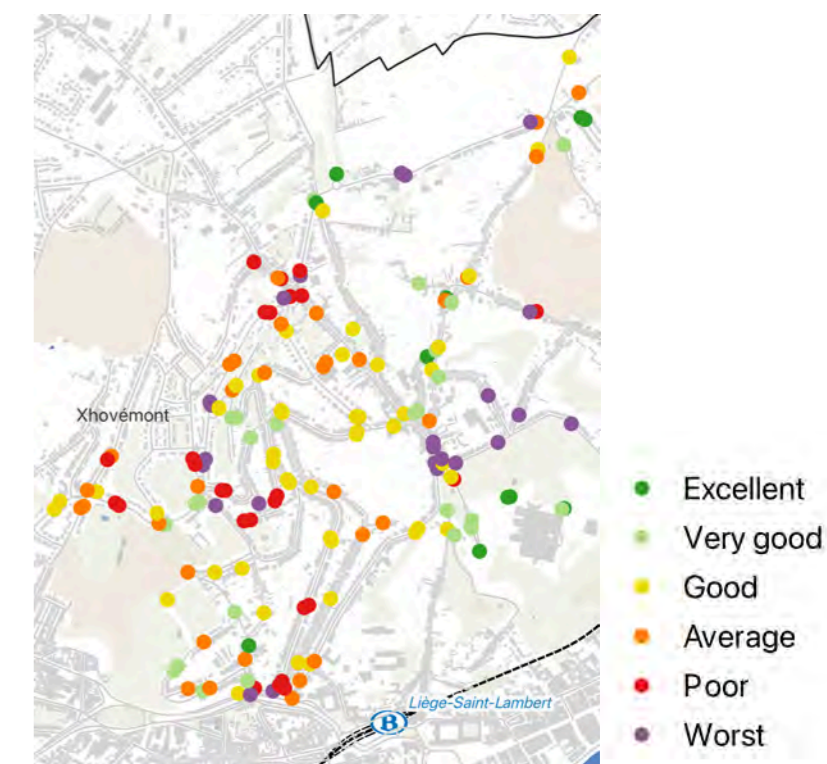 Xhovémont
Liège-Saint-Lambert
B
Excellent
Very good
Good
Average
Poor
Worst